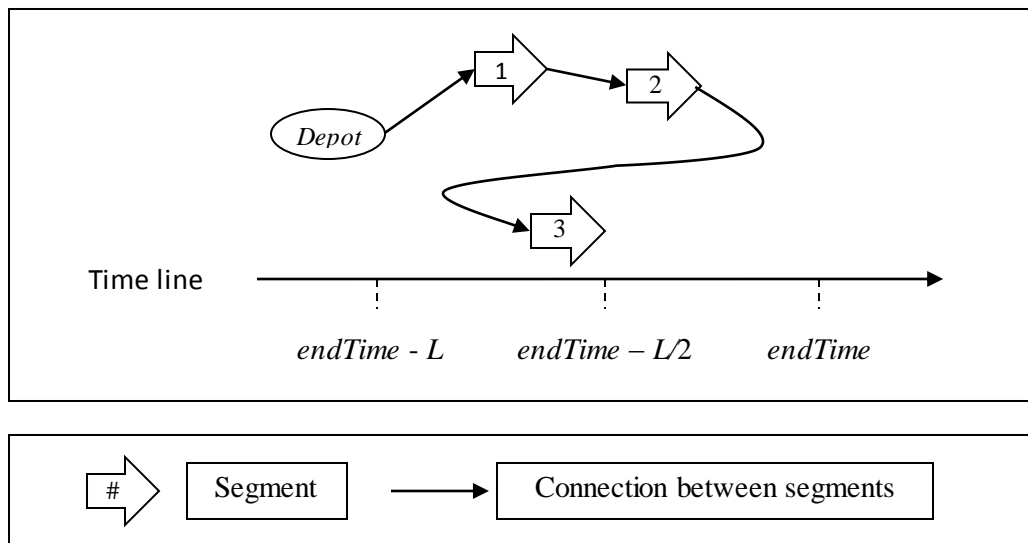 1
2
Depot
3
Time line
endTime - L
endTime – L/2
endTime
#
Segment
Connection between segments